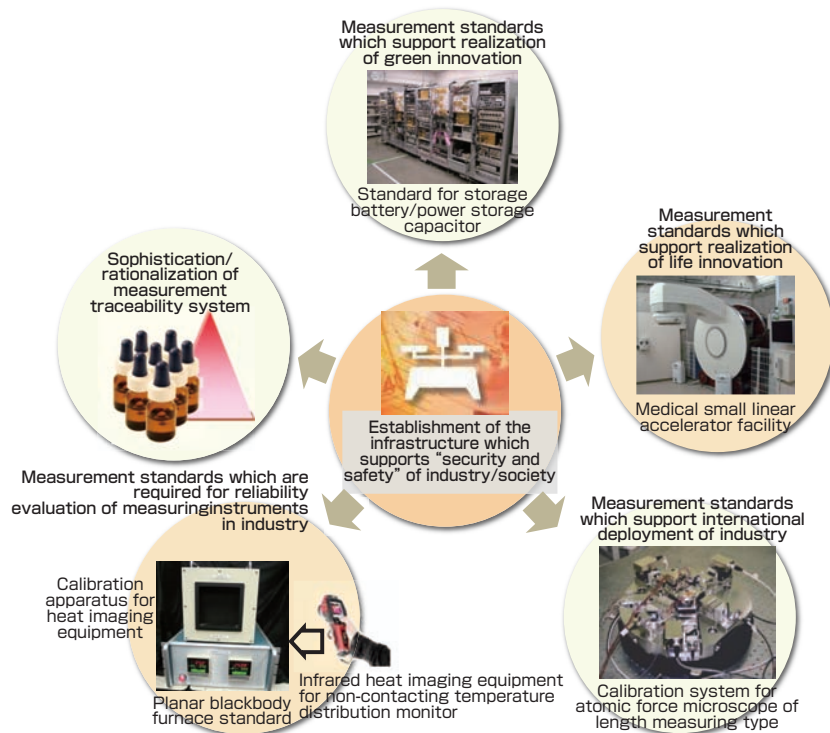 Measurement standards
which support realization
of green innovation
Standard for storage
battery/power storage
capacitor
Measurement
standards which
support realization
of life innovation
Medical small linear
accelerator facility
Sophistication/
rationalization of
measurement
traceability system
Establishment of the
infrastructure which
supports “security and
safety” of industry/society
Measurement standards which are
required for reliability
evaluation of measuringinstruments
in industry
Calibration
apparatus for
heat imaging
equipment
Planar blackbody
furnace standard
Infrared heat imaging equipment
for non-contacting temperature
distribution monitor
Measurement standards
which support international
deployment of industry
Calibration system for
atomic force microscope of
length measuring type